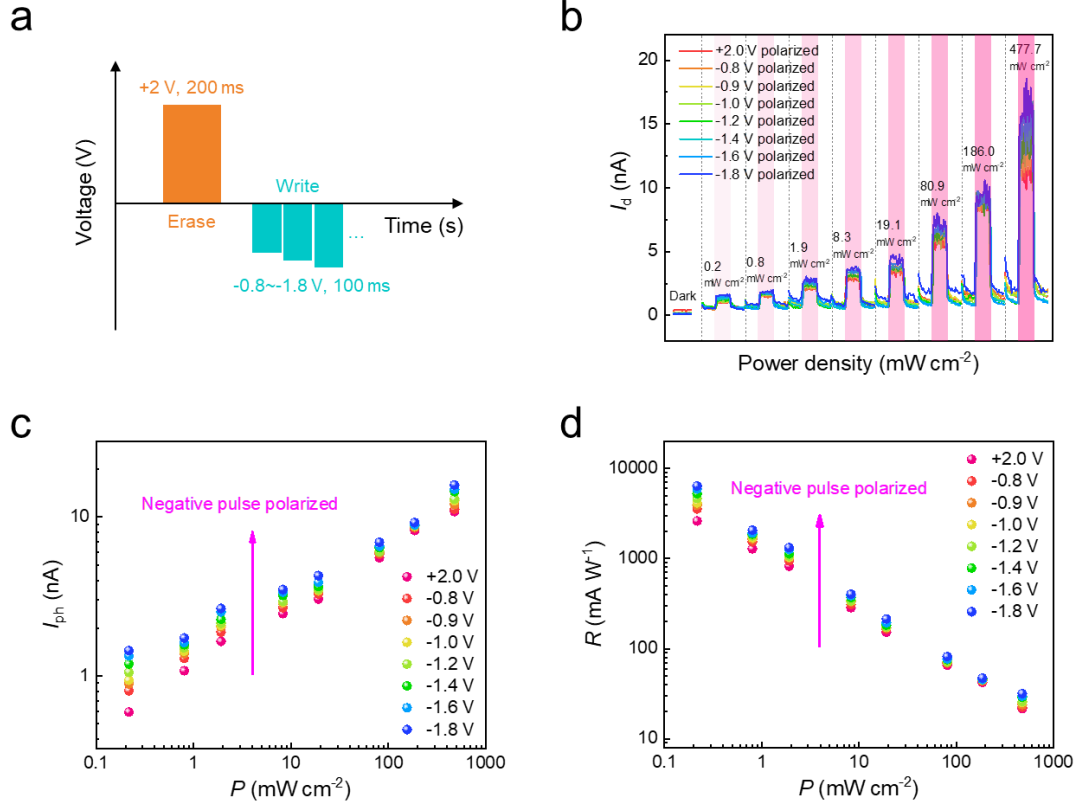 a
+2 V, 200 ms
Voltage (V)
Write
Erase
Time (s)
...
-0.8~-1.8 V, 100 ms
b
I_d (nA)
20
15
10
5
0
+2.0 V polarized
-0.8 V polarized
-0.9 V polarized
-1.0 V polarized
-1.2 V polarized
-1.4 V polarized
-1.6 V polarized
-1.8 V polarized
Dark
0.2
mW cm⁻²
0.8
mW cm⁻²
1.9
mW cm⁻²
8.3
mW cm⁻²
19.1
mW cm⁻²
80.9
mW cm⁻²
186.0
mW cm⁻²
477.7
mW cm⁻²
Power density (mW cm⁻²)
c
I_ph (nA)
10
1
Negative pulse polarized
+2.0 V
-0.8 V
-0.9 V
-1.0 V
-1.2 V
-1.4 V
-1.6 V
-1.8 V
0.1 1 10 100 1000
P (mW cm⁻²)
d
R (mA W⁻¹)
10000
1000
100
10
Negative pulse polarized
+2.0 V
-0.8 V
-0.9 V
-1.0 V
-1.2 V
-1.4 V
-1.6 V
-1.8 V
0.1 1 10 100 1000
P (mW cm⁻²)